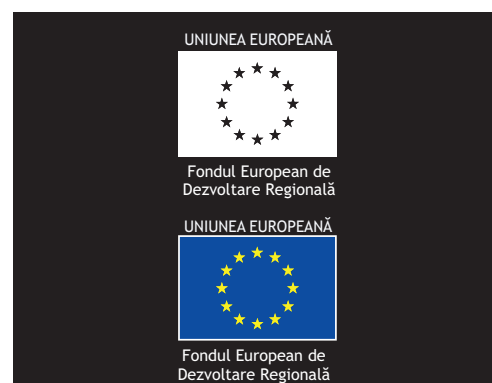 UNIUNEA EUROPEANĂ
Fondul European de
Dezvoltare Regională
UNIUNEA EUROPEANĂ
Fondul European de
Dezvoltare Regională